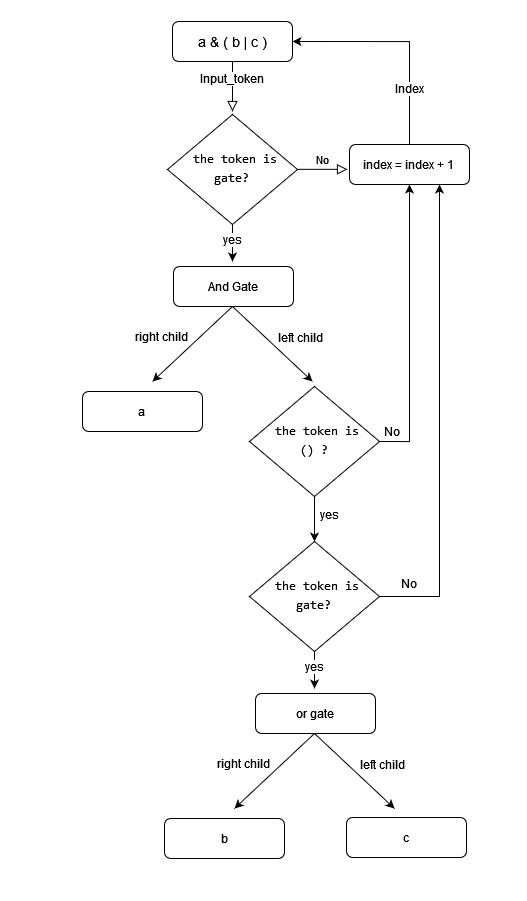 a & ( b | c )
Input_token
Index
the token is
gate?
No
index = index + 1
yes
And Gate
right child
left child
a
the token is
() ?
No
yes
the token is
gate?
No
yes
or gate
right child
left child
b
c